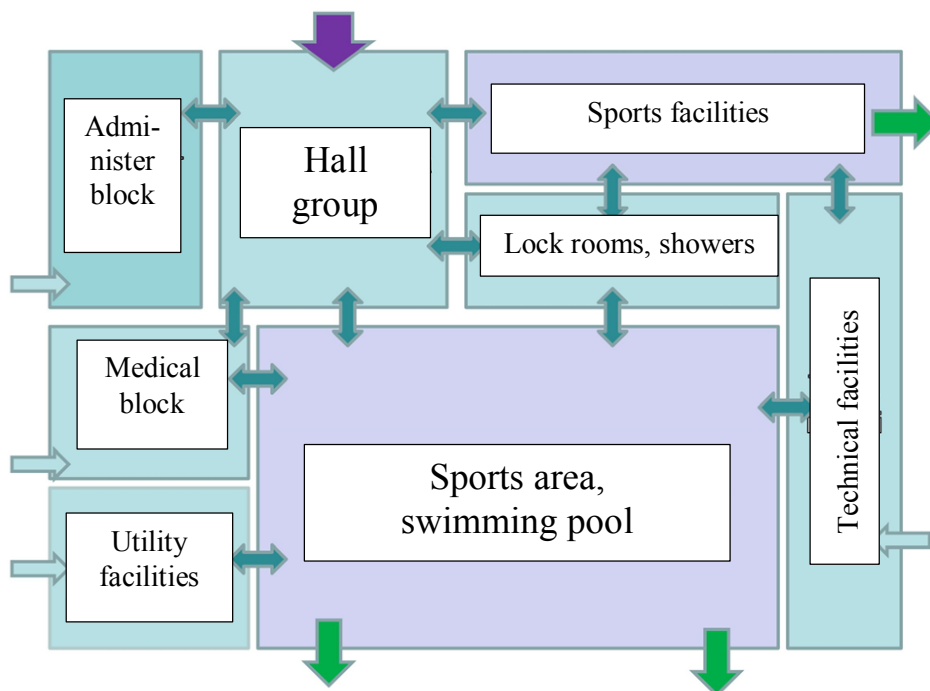 Admi-
nister
block
Hall
group
Sports facilities
Lock rooms, showers
Medical
block
Technical facilities
Sports area,
swimming pool
Utility
facilities